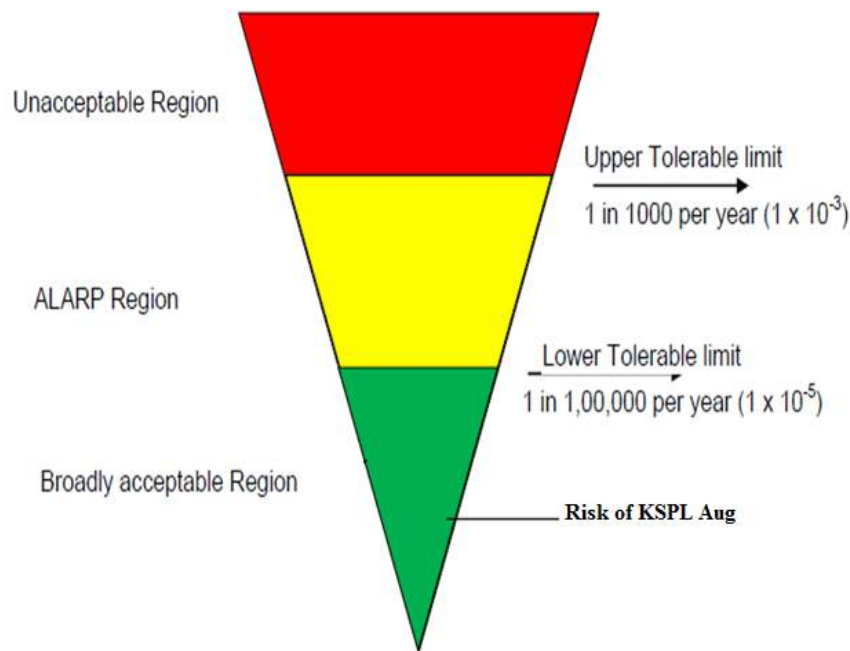 Unacceptable Region
Upper Tolerable limit
1 in 1000 per year (1 x 10⁻³)
ALARP Region
Lower Tolerable limit
1 in 1,00,000 per year (1 x 10⁻⁵)
Broadly acceptable Region
Risk of KSPL Aug